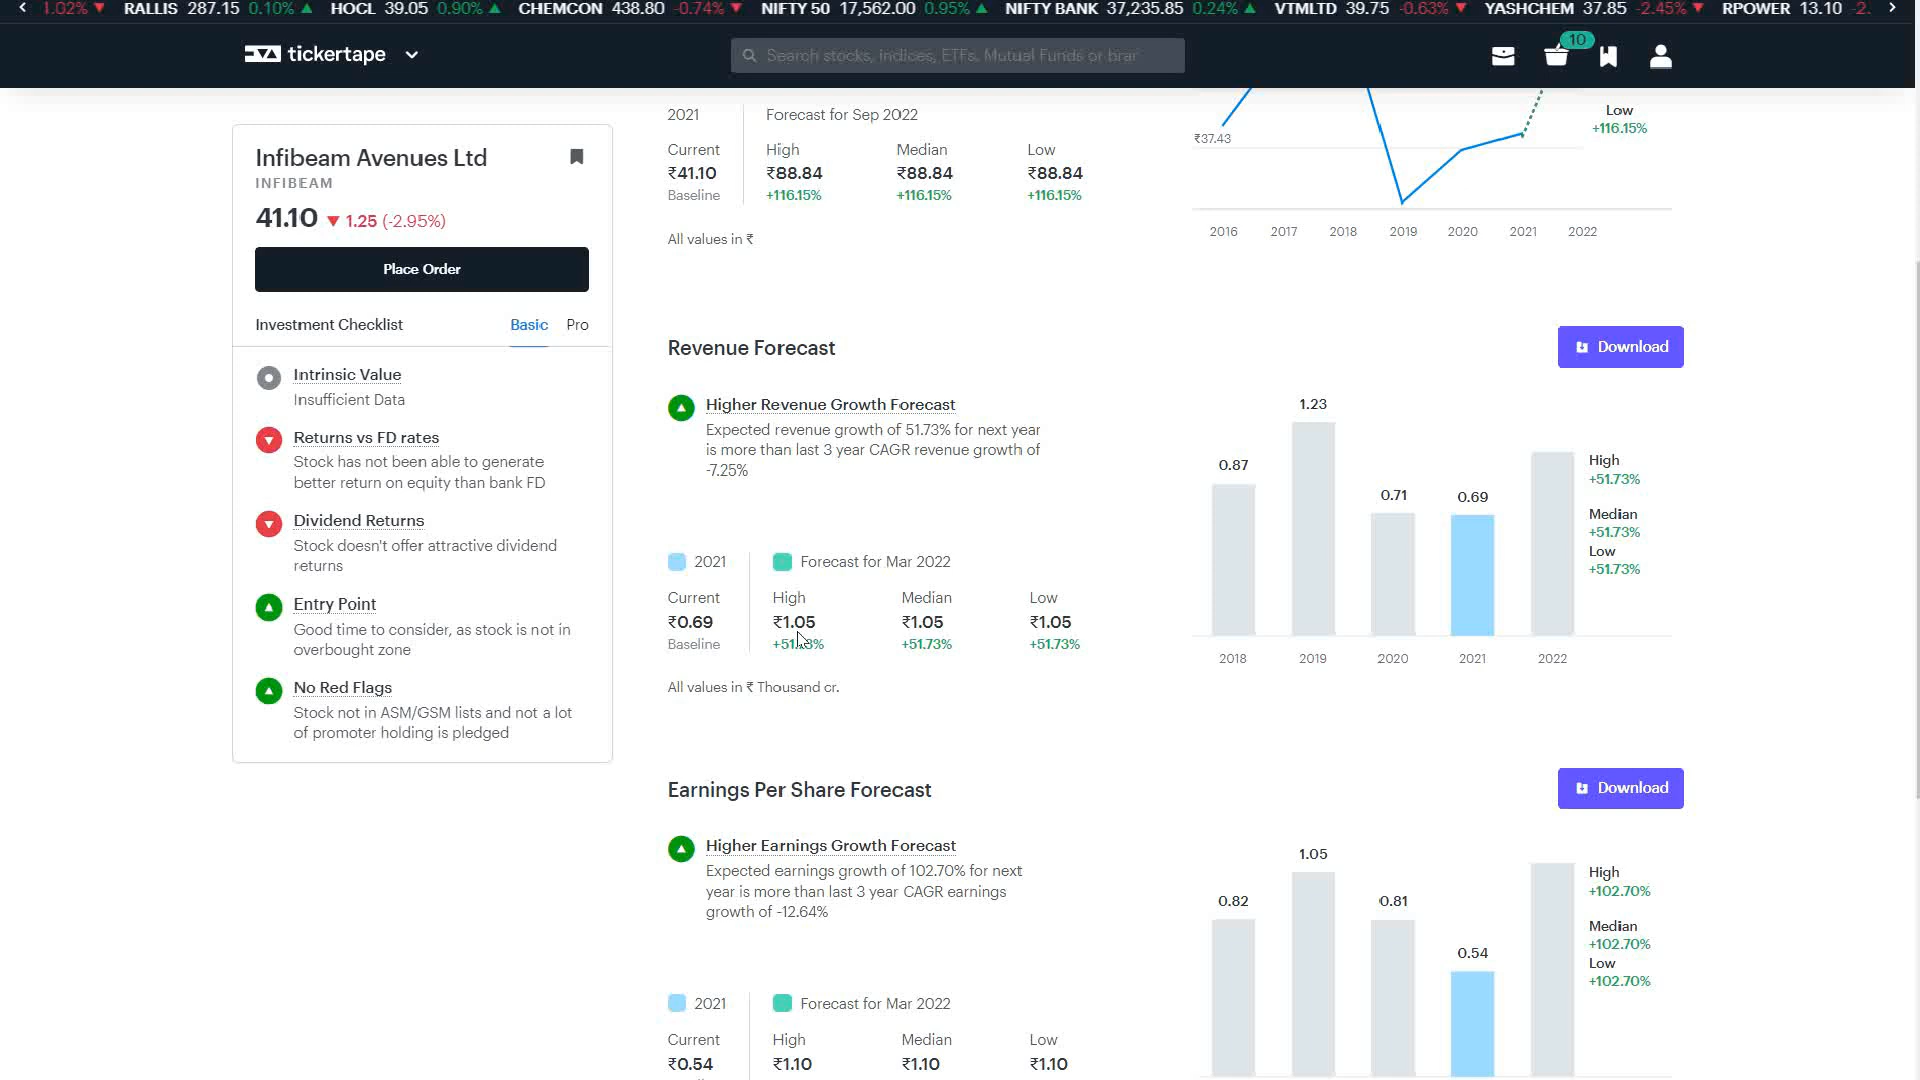 1.02% ▼ RALLIS 287.15 0.10% ▲ HOCL 39.05 0.90% ▲ CHEMCON 438.80 -0.74% ▼ NIFTY 50 17,562.00 0.95% ▲ NIFTY BANK 37,235.85 0.24% ▲ VTMLTD 39.75 -0.63% ▼ YASHCHEM 37.85 -2.45% ▼ RPOWER 13.10 -2.
tickertape
Search stocks, indices, ETFs, Mutual Funds or brar
10
Infibeam Avenues Ltd
INFIBEAM
41.10 ▼ 1.25 (-2.95%)
Place Order
Investment Checklist Basic Pro
Intrinsic Value
Insufficient Data
Returns vs FD rates
Stock has not been able to generate
better return on equity than bank FD
Dividend Returns
Stock doesn't offer attractive dividend
returns
Entry Point
Good time to consider, as stock is not in
overbought zone
No Red Flags
Stock not in ASM/GSM lists and not a lot
of promoter holding is pledged
2021 Forecast for Sep 2022
Current High Median Low
₹41.10 ₹88.84 ₹88.84 ₹88.84
Baseline +116.15% +116.15% +116.15%
All values in ₹
₹37.43
Low
+116.15%
2016 2017 2018 2019 2020 2021 2022
Revenue Forecast
Download
Higher Revenue Growth Forecast
Expected revenue growth of 51.73% for next year
is more than last 3 year CAGR revenue growth of
-7.25%
2021 Forecast for Mar 2022
Current High Median Low
₹0.69 ₹1.05 ₹1.05 ₹1.05
Baseline +51.73% +51.73% +51.73%
All values in ₹ Thousand cr.
0.87 1.23 0.71 0.69
High
+51.73%
Median
+51.73%
Low
+51.73%
2018 2019 2020 2021 2022
Earnings Per Share Forecast
Download
Higher Earnings Growth Forecast
Expected earnings growth of 102.70% for next
year is more than last 3 year CAGR earnings
growth of -12.64%
2021 Forecast for Mar 2022
Current High Median Low
₹0.54 ₹1.10 ₹1.10 ₹1.10
0.82 1.05 0.81 0.54
High
+102.70%
Median
+102.70%
Low
+102.70%